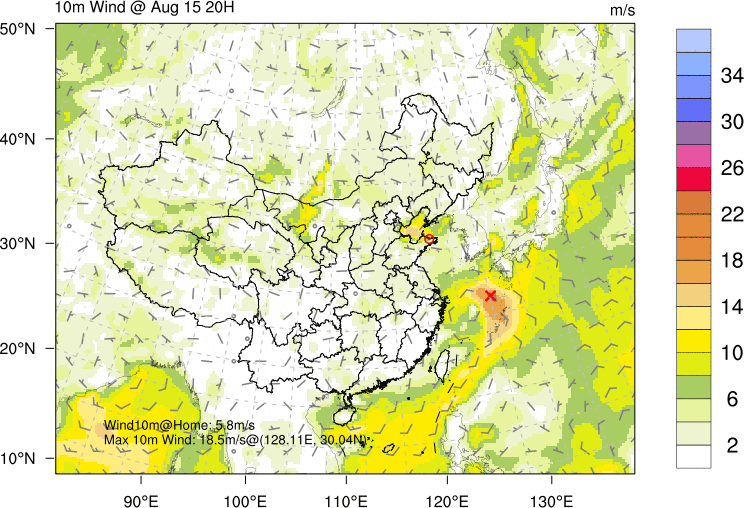 10m Wind @ Aug 15 20H
m/s
50°N
40°N
30°N
20°N
10°N
Wind10m@Home: 5.8m/s
Max 10m Wind: 18.5m/s@(128.11E, 30.04N)
90°E 100°E 110°E 120°E 130°E
34
30
26
22
18
14
10
6
2